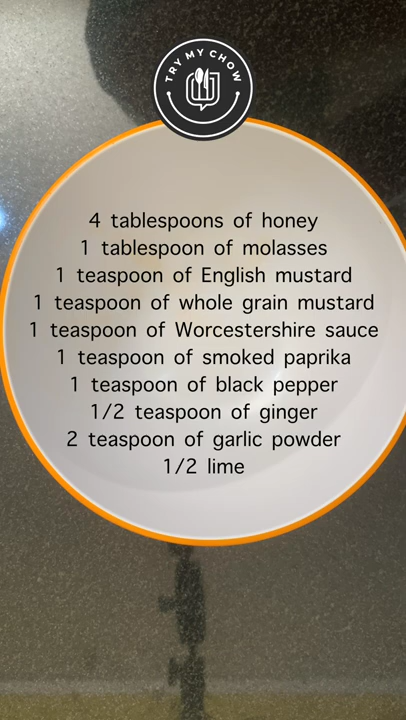 TRY MY CHOW
4 tablespoons of honey
1 tablespoon of molasses
1 teaspoon of English mustard
1 teaspoon of whole grain mustard
1 teaspoon of Worcestershire sauce
1 teaspoon of smoked paprika
1 teaspoon of black pepper
1/2 teaspoon of ginger
2 teaspoon of garlic powder
1/2 lime